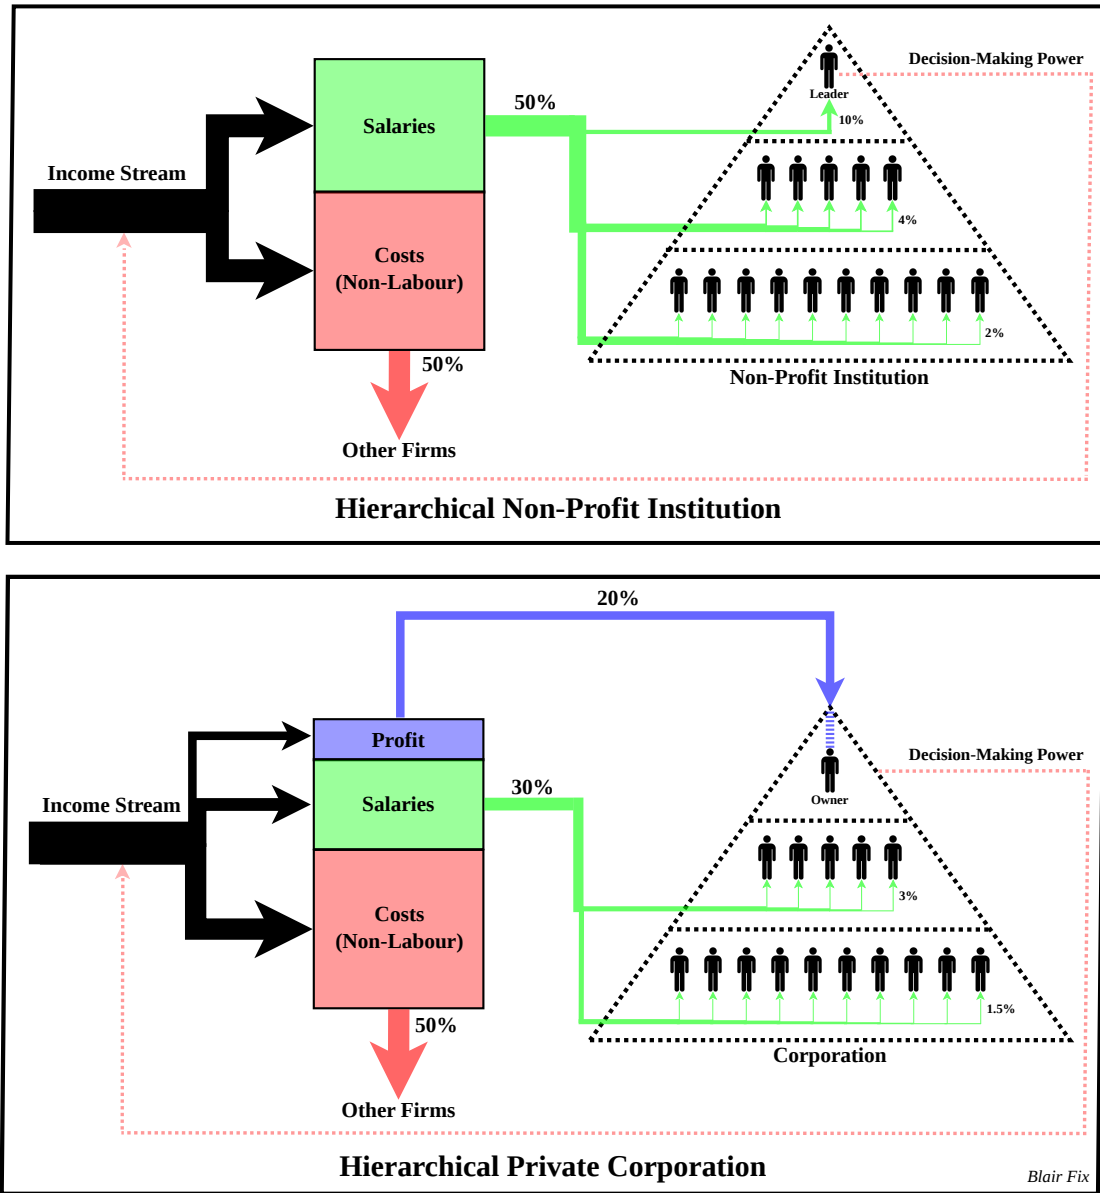 Decision-Making Power
Leader
50%
10%
Salaries
Income Stream
4%
Costs
(Non-Labour)
2%
50%
Non-Profit Institution
Other Firms
Hierarchical Non-Profit Institution
20%
Profit
Decision-Making Power
Owner
Income Stream
Salaries
30%
3%
Costs
(Non-Labour)
1.5%
50%
Corporation
Other Firms
Hierarchical Private Corporation
Blair Fix